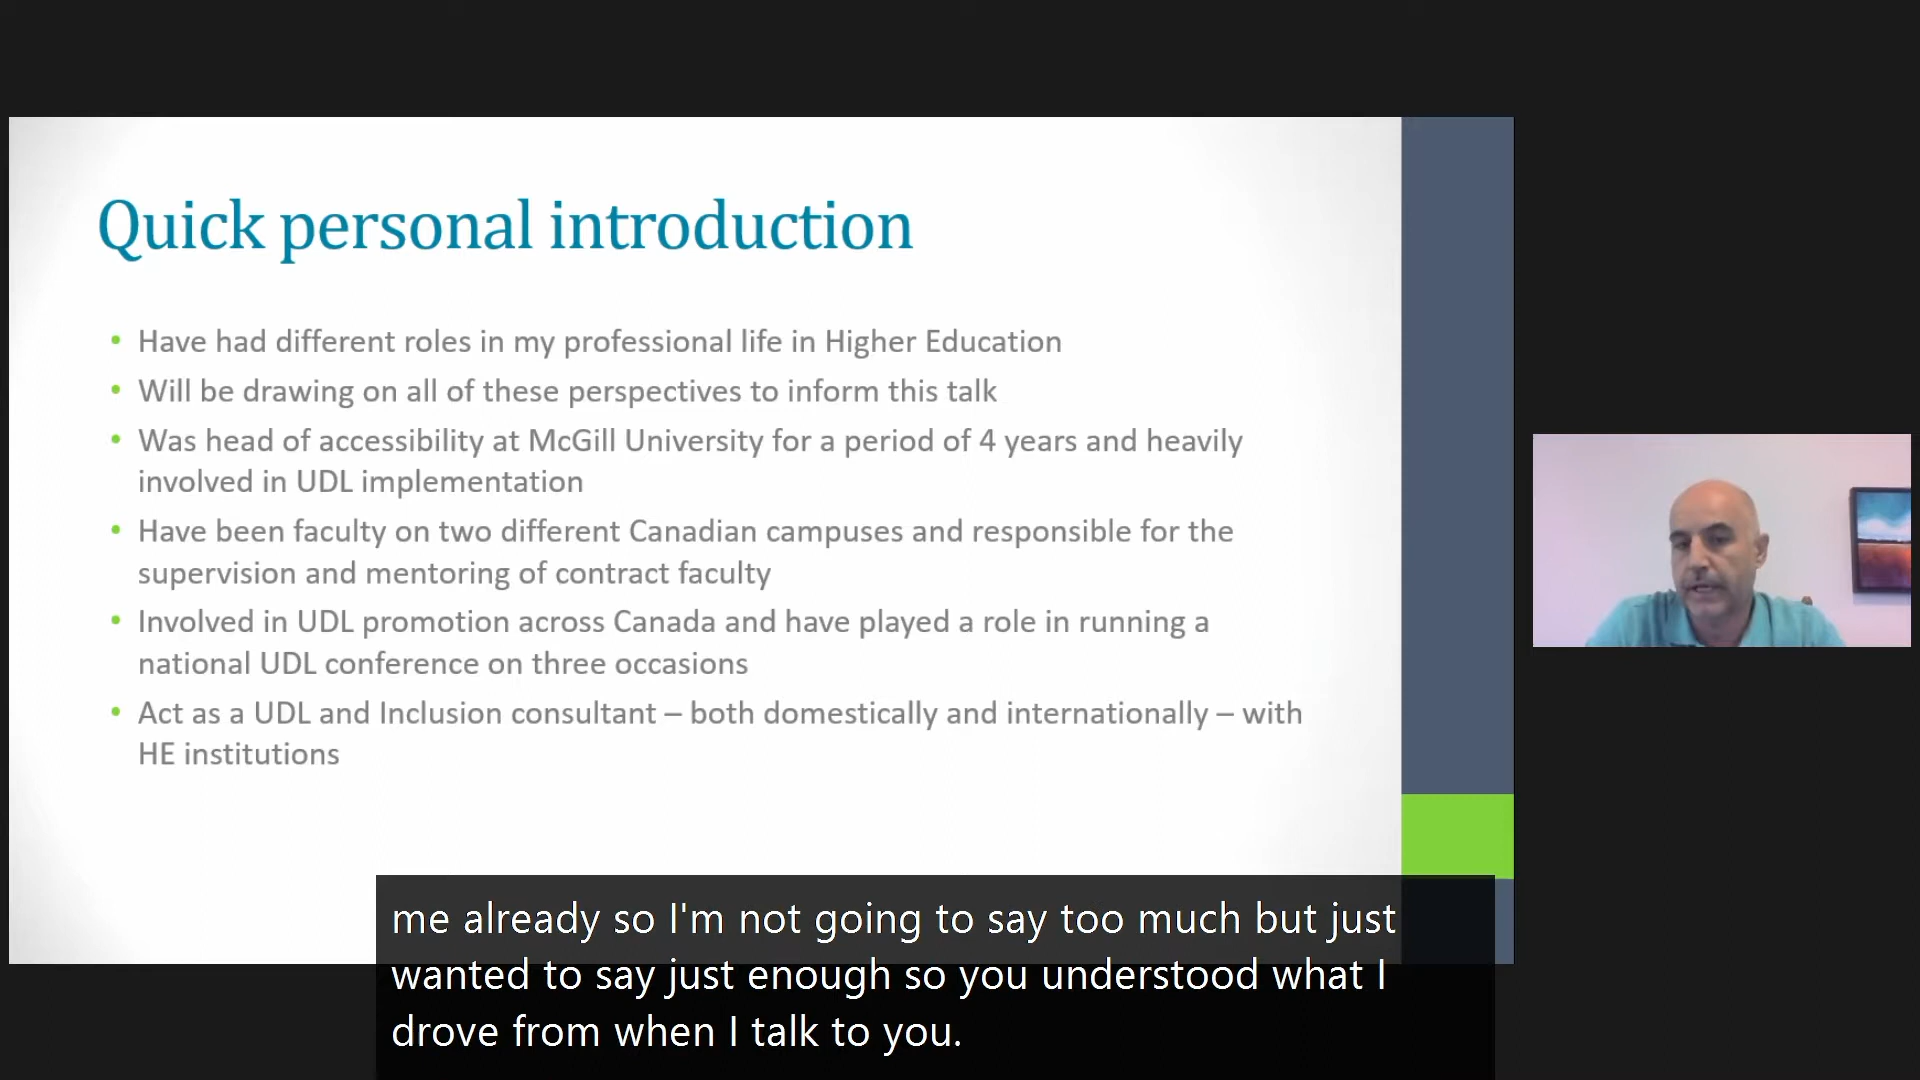 Quick personal introduction
• Have had different roles in my professional life in Higher Education
• Will be drawing on all of these perspectives to inform this talk
• Was head of accessibility at McGill University for a period of 4 years and heavily
involved in UDL implementation
• Have been faculty on two different Canadian campuses and responsible for the
supervision and mentoring of contract faculty
• Involved in UDL promotion across Canada and have played a role in running a
national UDL conference on three occasions
• Act as a UDL and Inclusion consultant – both domestically and internationally – with
HE institutions
me already so I'm not going to say too much but just
wanted to say just enough so you understood what I
drove from when I talk to you.